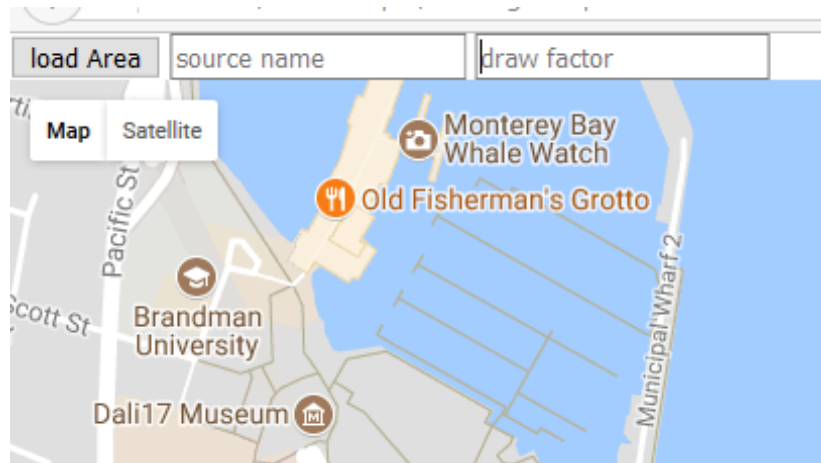 load Area source name draw factor
Map Satellite
Monterey Bay
Whale Watch
Old Fisherman's Grotto
Pacific St
Municipal Wharf 2
Scott St
Brandman
University
Dali17 Museum